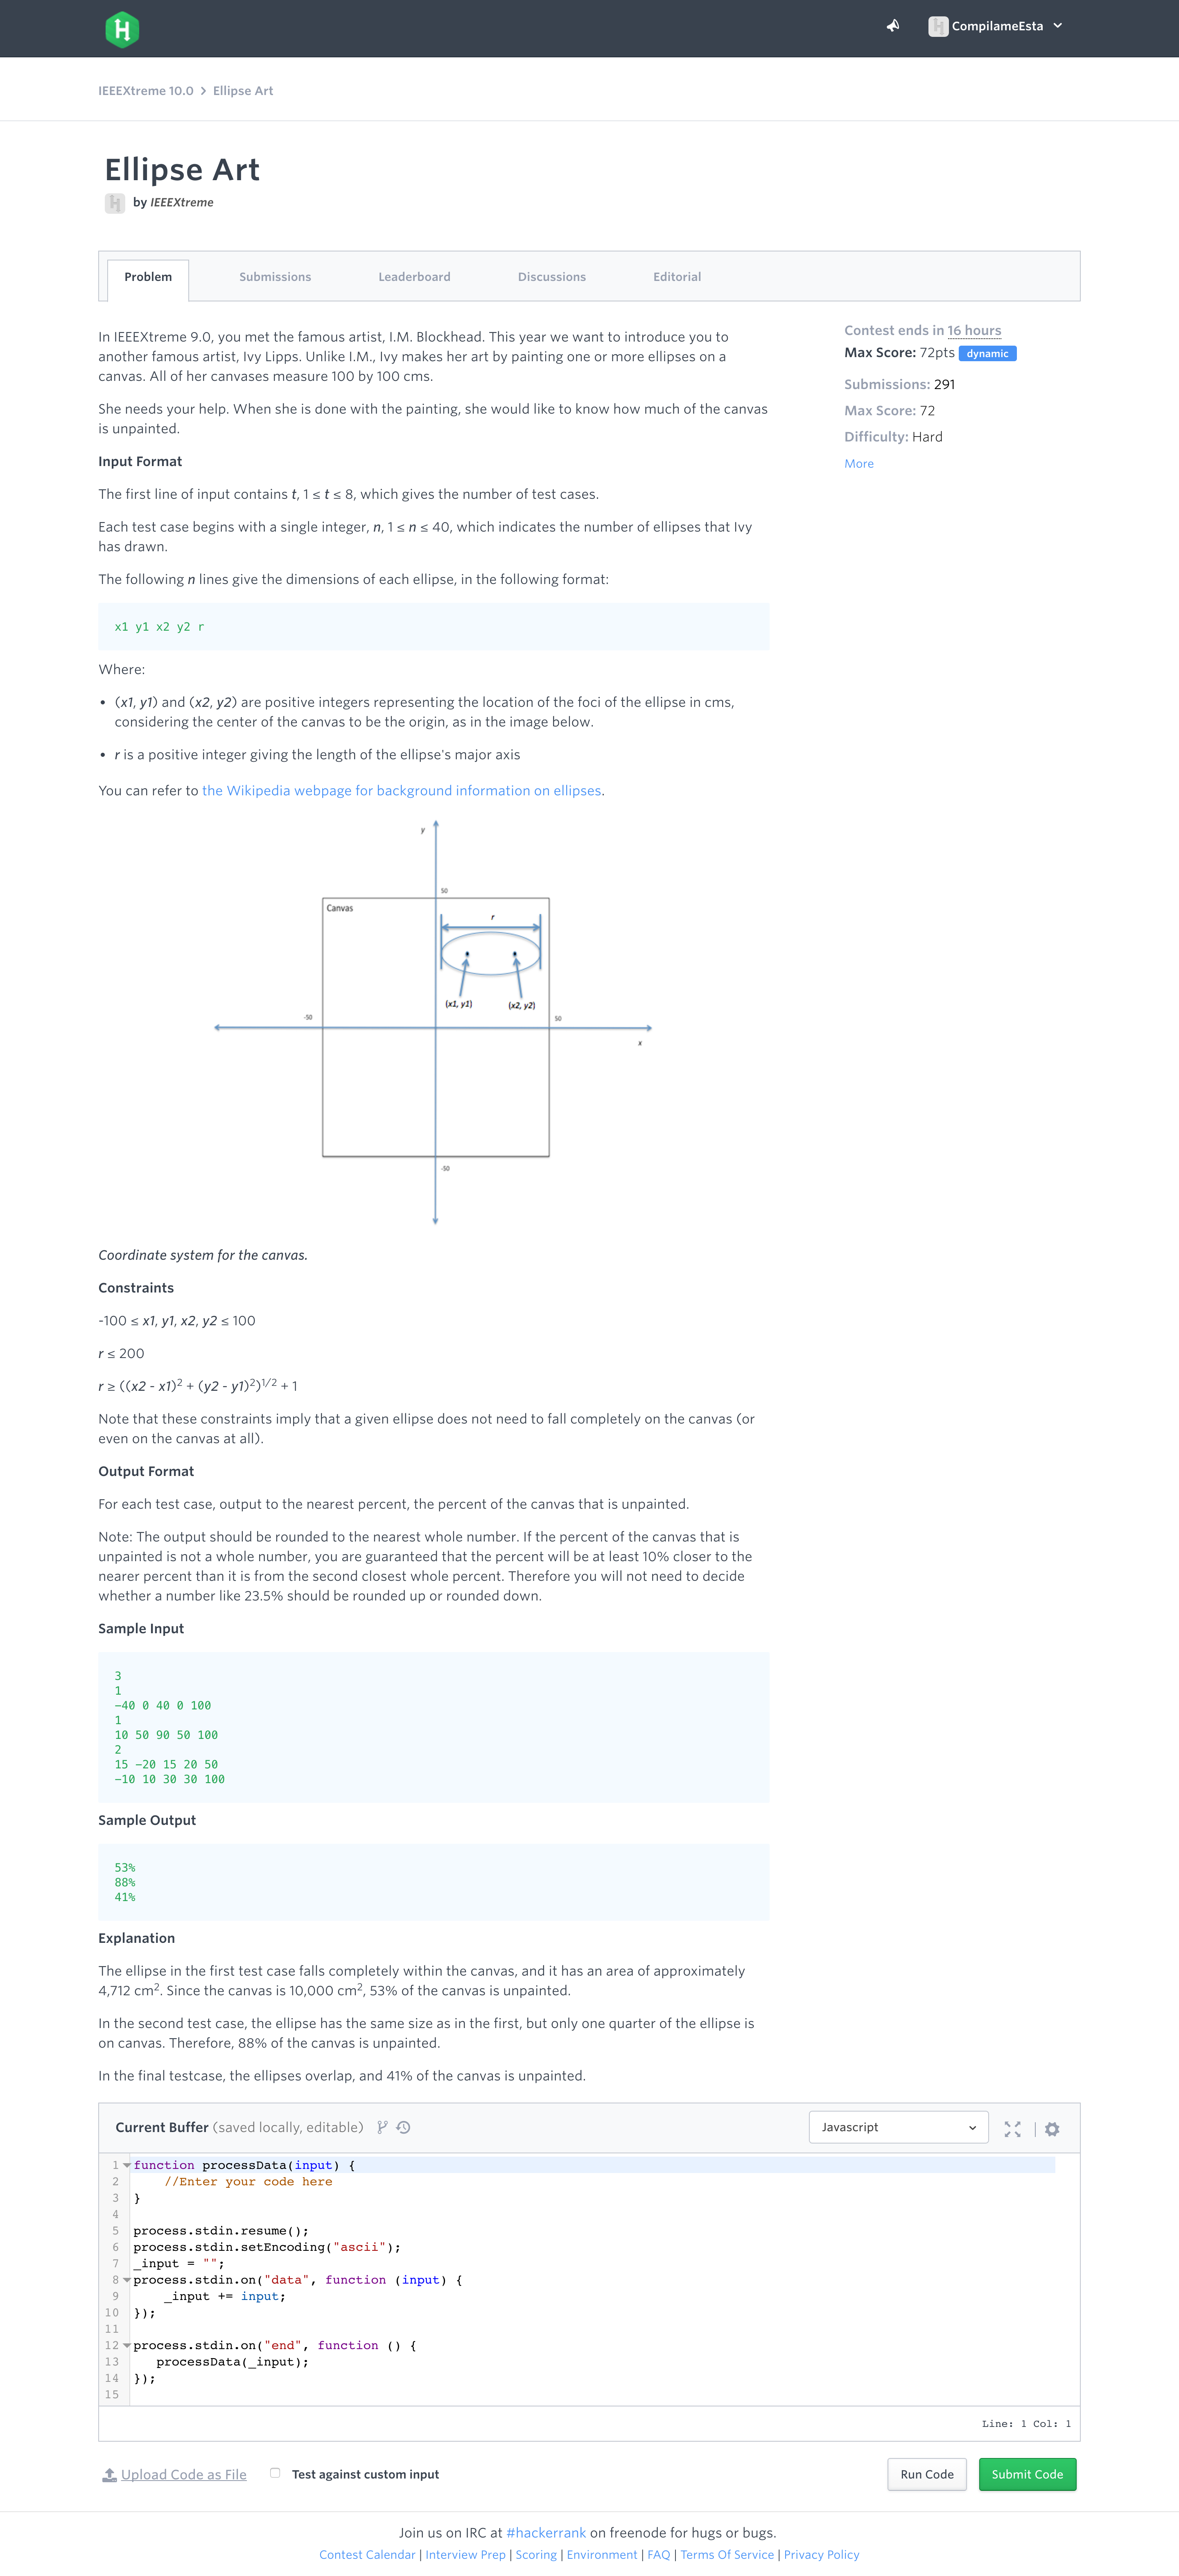 CompilameEsta
IEEEXtreme 10.0 > Ellipse Art
Ellipse Art
by IEEEXtreme
Problem Submissions Leaderboard Discussions Editorial
In IEEEXtreme 9.0, you met the famous artist, I.M. Blockhead. This year we want to introduce you to
another famous artist, Ivy Lipps. Unlike I.M., Ivy makes her art by painting one or more ellipses on a
canvas. All of her canvases measure 100 by 100 cms.
She needs your help. When she is done with the painting, she would like to know how much of the canvas
is unpainted.
Contest ends in 16 hours
Max Score: 72pts dynamic
Submissions: 291
Max Score: 72
Difficulty: Hard
More
Input Format
The first line of input contains t, 1 ≤ t ≤ 8, which gives the number of test cases.
Each test case begins with a single integer, n, 1 ≤ n ≤ 40, which indicates the number of ellipses that Ivy
has drawn.
The following n lines give the dimensions of each ellipse, in the following format:
x1 y1 x2 y2 r
Where:
• (x1, y1) and (x2, y2) are positive integers representing the location of the foci of the ellipse in cms,
considering the center of the canvas to be the origin, as in the image below.
• r is a positive integer giving the length of the ellipse's major axis
You can refer to the Wikipedia webpage for background information on ellipses.
y
50
Canvas
r
(x1, y1) (x2, y2)
-50 50
x
-50
Coordinate system for the canvas.
Constraints
-100 ≤ x1, y1, x2, y2 ≤ 100
r ≤ 200
r ≥ ((x2 - x1)² + (y2 - y1)²)^1/2 + 1
Note that these constraints imply that a given ellipse does not need to fall completely on the canvas (or
even on the canvas at all).
Output Format
For each test case, output to the nearest percent, the percent of the canvas that is unpainted.
Note: The output should be rounded to the nearest whole number. If the percent of the canvas that is
unpainted is not a whole number, you are guaranteed that the percent will be at least 10% closer to the
nearer percent than it is from the second closest whole percent. Therefore you will not need to decide
whether a number like 23.5% should be rounded up or rounded down.
Sample Input
3
1
-40 0 40 0 100
1
10 50 90 50 100
2
15 -20 15 20 50
-10 10 30 30 100
Sample Output
53%
88%
41%
Explanation
The ellipse in the first test case falls completely within the canvas, and it has an area of approximately
4,712 cm². Since the canvas is 10,000 cm², 53% of the canvas is unpainted.
In the second test case, the ellipse has the same size as in the first, but only one quarter of the ellipse is
on canvas. Therefore, 88% of the canvas is unpainted.
In the final testcase, the ellipses overlap, and 41% of the canvas is unpainted.
Current Buffer (saved locally, editable) Javascript
1 function processData(input) {
2     //Enter your code here
3 }
4
5 process.stdin.resume();
6 process.stdin.setEncoding("ascii");
7 _input = "";
8 process.stdin.on("data", function (input) {
9     _input += input;
10 });
11
12 process.stdin.on("end", function () {
13    processData(_input);
14 });
15
Line: 1 Col: 1
Upload Code as File Test against custom input Run Code Submit Code
Join us on IRC at #hackerrank on freenode for hugs or bugs.
Contest Calendar | Interview Prep | Scoring | Environment | FAQ | Terms Of Service | Privacy Policy